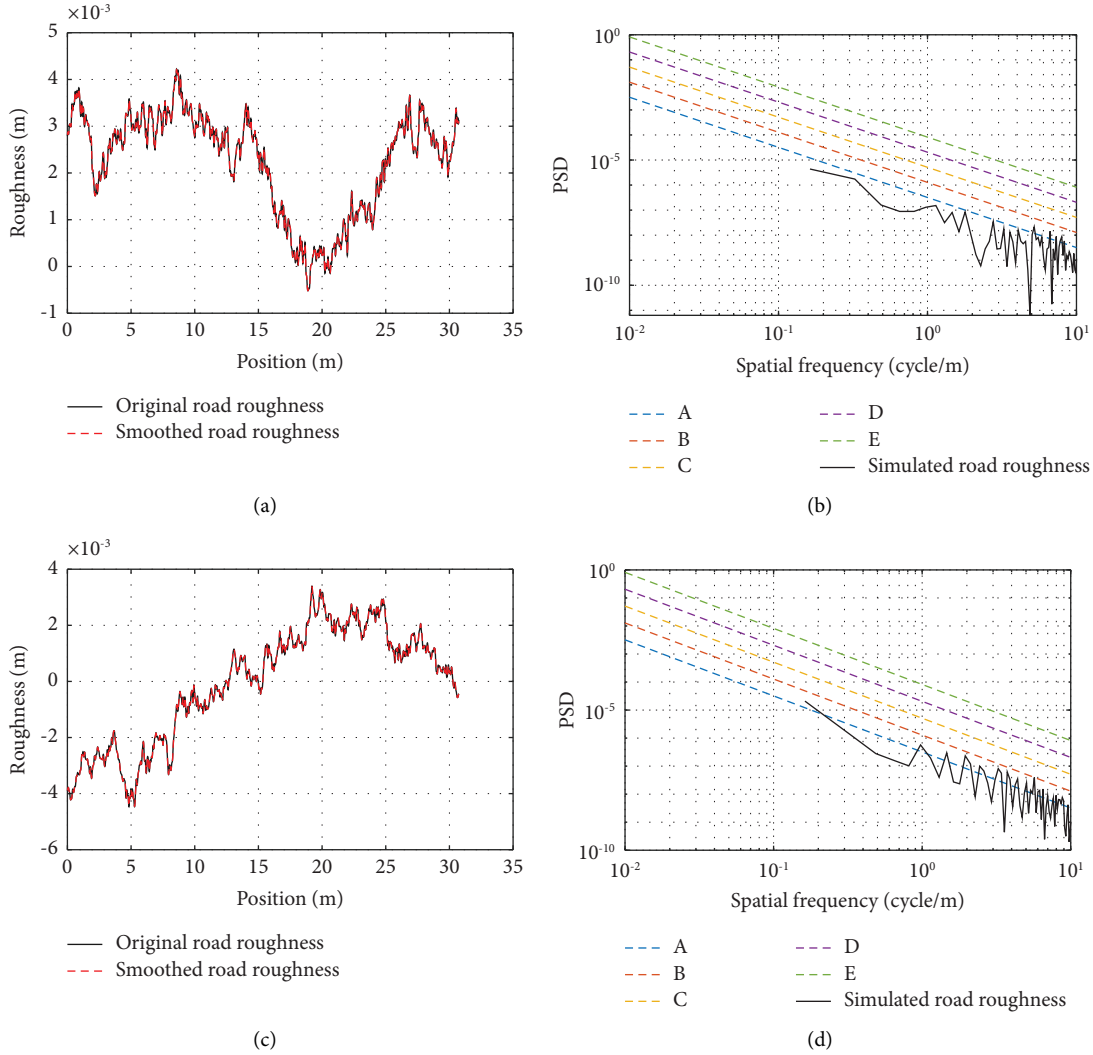 ×10⁻³
5
4
3
2
1
0
-1
0 5 10 15 20 25 30 35
Roughness (m)
Position (m)
Original road roughness
Smoothed road roughness
(a)
10⁰
10⁻⁵
10⁻¹⁰
10⁻² 10⁻¹ 10⁰ 10¹
PSD
Spatial frequency (cycle/m)
A
B
C
D
E
Simulated road roughness
(b)
×10⁻³
4
2
0
-2
-4
-6
0 5 10 15 20 25 30 35
Roughness (m)
Position (m)
Original road roughness
Smoothed road roughness
(c)
10⁰
10⁻⁵
10⁻¹⁰
10⁻² 10⁻¹ 10⁰ 10¹
PSD
Spatial frequency (cycle/m)
A
B
C
D
E
Simulated road roughness
(d)